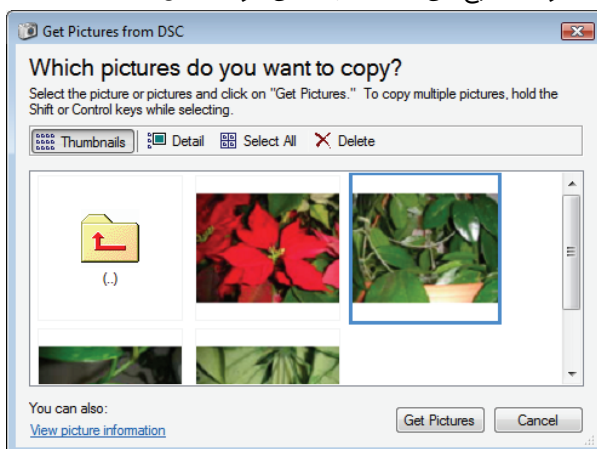 Get Pictures from DSC
Which pictures do you want to copy?
Select the picture or pictures and click on "Get Pictures." To copy multiple pictures, hold the
Shift or Control keys while selecting.
Thumbnails Detail Select All Delete
(..)
You can also:
View picture information
Get Pictures Cancel